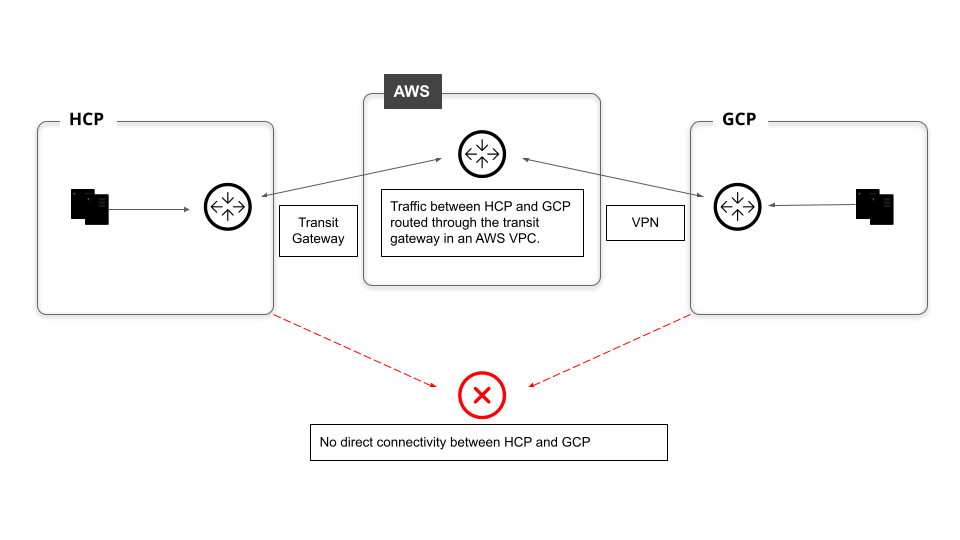 AWS
HCP
GCP
Traffic between HCP and GCP
routed through the transit
gateway in an AWS VPC.
Transit
Gateway
VPN
No direct connectivity between HCP and GCP